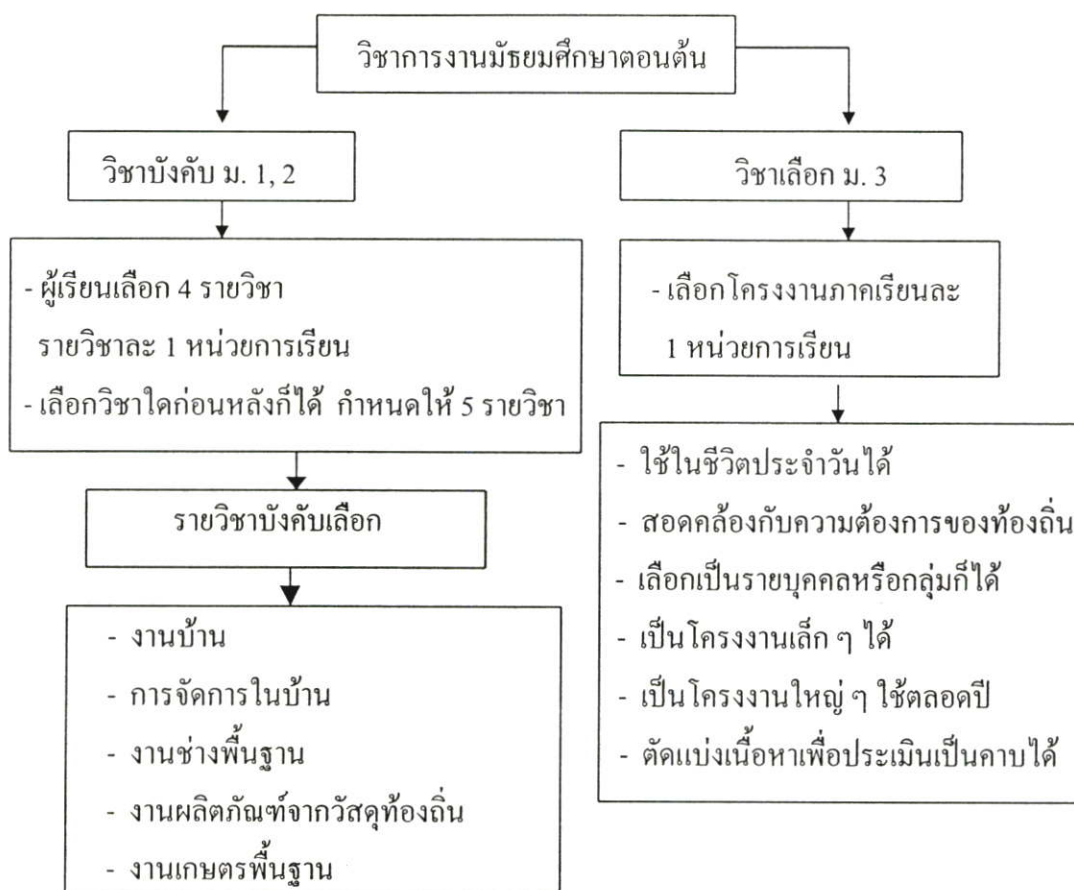 วิชาการงานมัธยมศึกษาตอนต้น
วิชาบังคับ ม. 1, 2
- ผู้เรียนเลือก 4 รายวิชา
รายวิชาละ 1 หน่วยการเรียน
- เลือกวิชาใดก่อนหลังก็ได้ กำหนดให้ 5 รายวิชา
รายวิชาบังคับเลือก
- งานบ้าน
- การจัดการในบ้าน
- งานช่างพื้นฐาน
- งานผลิตภัณฑ์จากวัสดุท้องถิ่น
- งานเกษตรพื้นฐาน
วิชาเลือก ม. 3
- เลือกโครงงานภาคเรียนละ
1 หน่วยการเรียน
- ใช้ในชีวิตประจำวันได้
- สอดคล้องกับความต้องการของท้องถิ่น
- เลือกเป็นรายบุคคลหรือกลุ่มก็ได้
- เป็นโครงงานเล็ก ๆ ได้
- เป็นโครงงานใหญ่ ๆ ใช้ตลอดปี
- ตัดแบ่งเนื้อหาเพื่อประเมินเป็นคาบได้